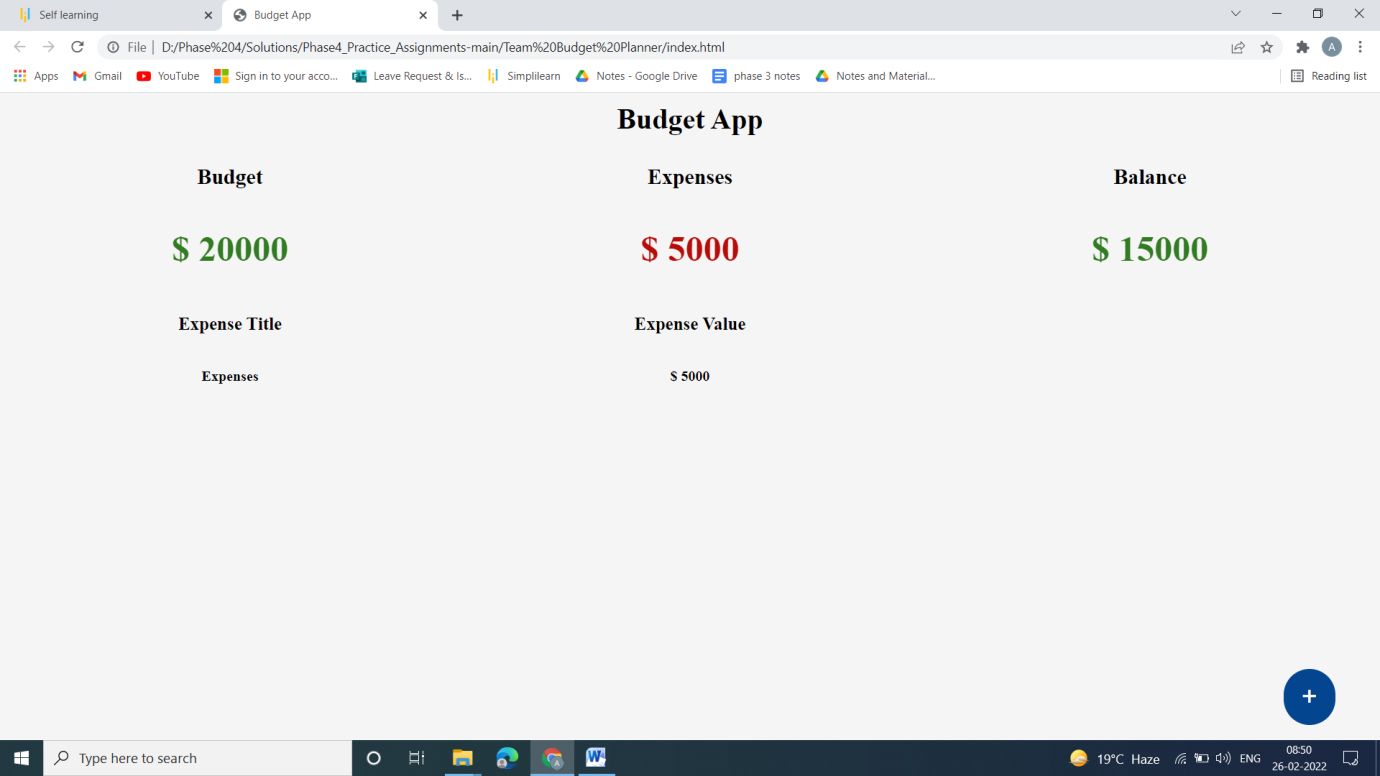 Self learning
Budget App
File | D:/Phase%204/Solutions/Phase4_Practice_Assignments-main/Team%20Budget%20Planner/index.html
A
Apps Gmail YouTube Sign in to your acco... Leave Request & Is... Simplilearn Notes - Google Drive phase 3 notes Notes and Material... Reading list
Budget App
Budget Expenses Balance
$ 20000 $ 5000 $ 15000
Expense Title Expense Value
Expenses $ 5000
+
Type here to search
19°C Haze ENG
08:50
26-02-2022